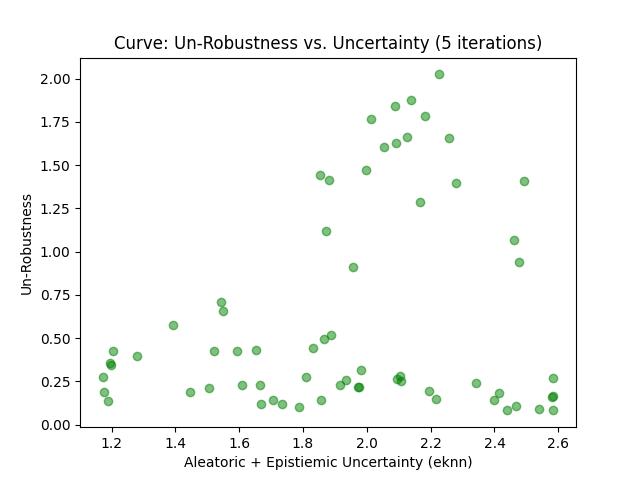 Curve: Un-Robustness vs. Uncertainty (5 iterations)
2.00
1.75
1.50
1.25
1.00
0.75
0.50
0.25
0.00
Un-Robustness
1.2 1.4 1.6 1.8 2.0 2.2 2.4 2.6
Aleatoric + Epistiemic Uncertainty (eknn)